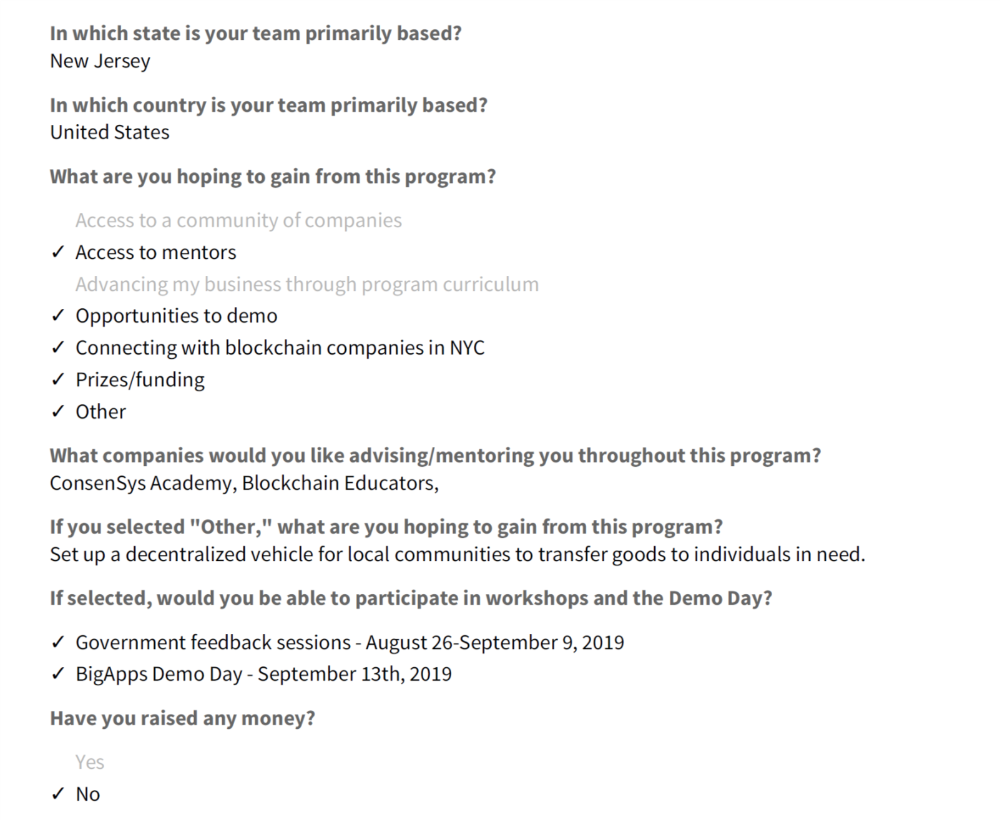 In which state is your team primarily based?
New Jersey
In which country is your team primarily based?
United States
What are you hoping to gain from this program?
Access to a community of companies
✓ Access to mentors
Advancing my business through program curriculum
✓ Opportunities to demo
✓ Connecting with blockchain companies in NYC
✓ Prizes/funding
✓ Other
What companies would you like advising/mentoring you throughout this program?
ConsenSys Academy, Blockchain Educators,
If you selected "Other," what are you hoping to gain from this program?
Set up a decentralized vehicle for local communities to transfer goods to individuals in need.
If selected, would you be able to participate in workshops and the Demo Day?
✓ Government feedback sessions - August 26-September 9, 2019
✓ BigApps Demo Day - September 13th, 2019
Have you raised any money?
Yes
✓ No